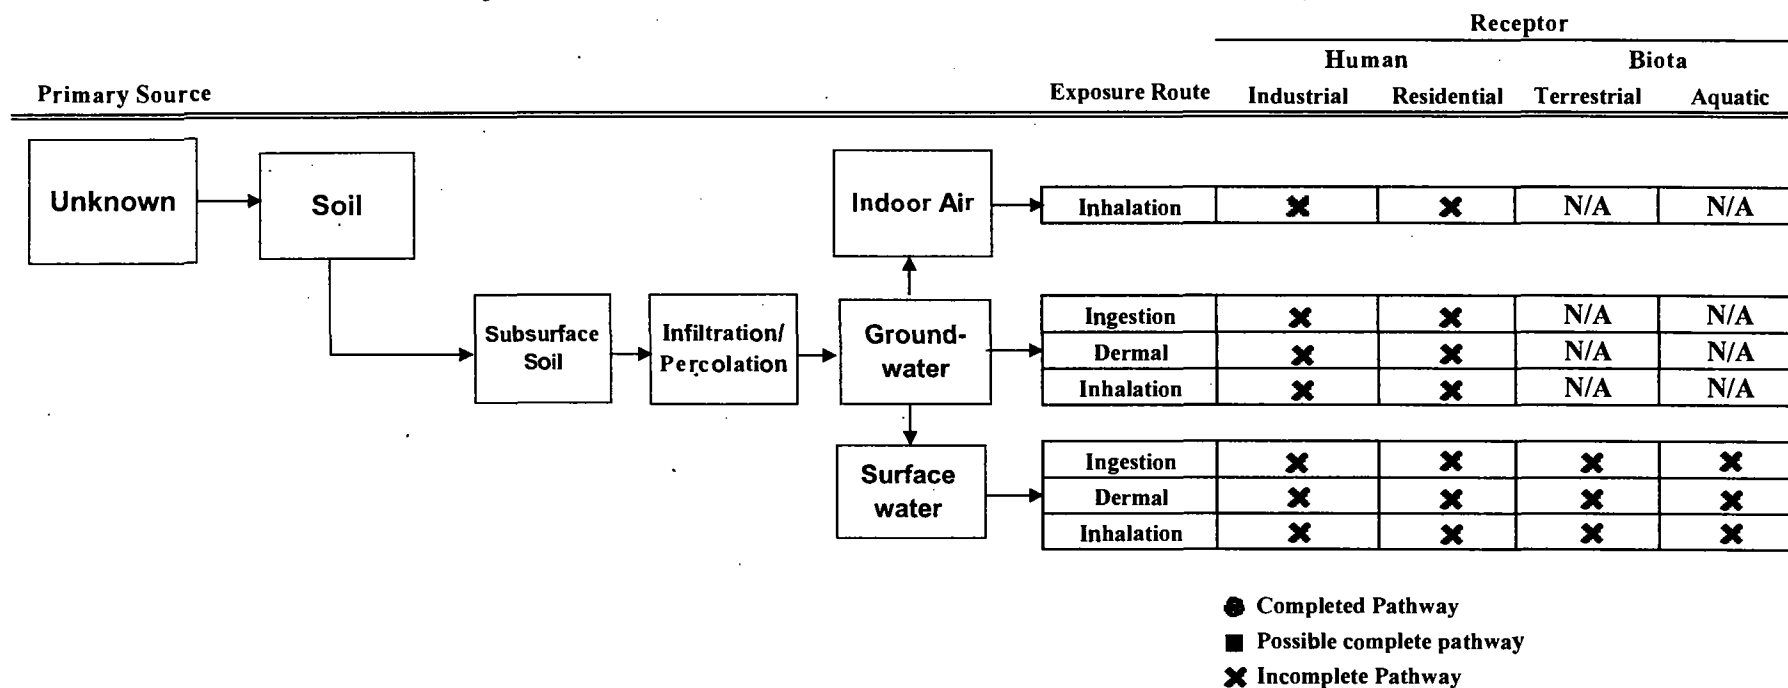 Receptor
Human Biota
Primary Source Exposure Route Industrial Residential Terrestrial Aquatic
Unknown
Soil
Indoor Air
Inhalation ✖ ✖ N/A N/A
Subsurface
Soil
Infiltration/
Percolation
Ground-
water
Ingestion ✖ ✖ N/A N/A
Dermal ✖ ✖ N/A N/A
Inhalation ✖ ✖ N/A N/A
Surface
water
Ingestion ✖ ✖ ✖ ✖
Dermal ✖ ✖ ✖ ✖
Inhalation ✖ ✖ ✖ ✖
● Completed Pathway
■ Possible complete pathway
✖ Incomplete Pathway